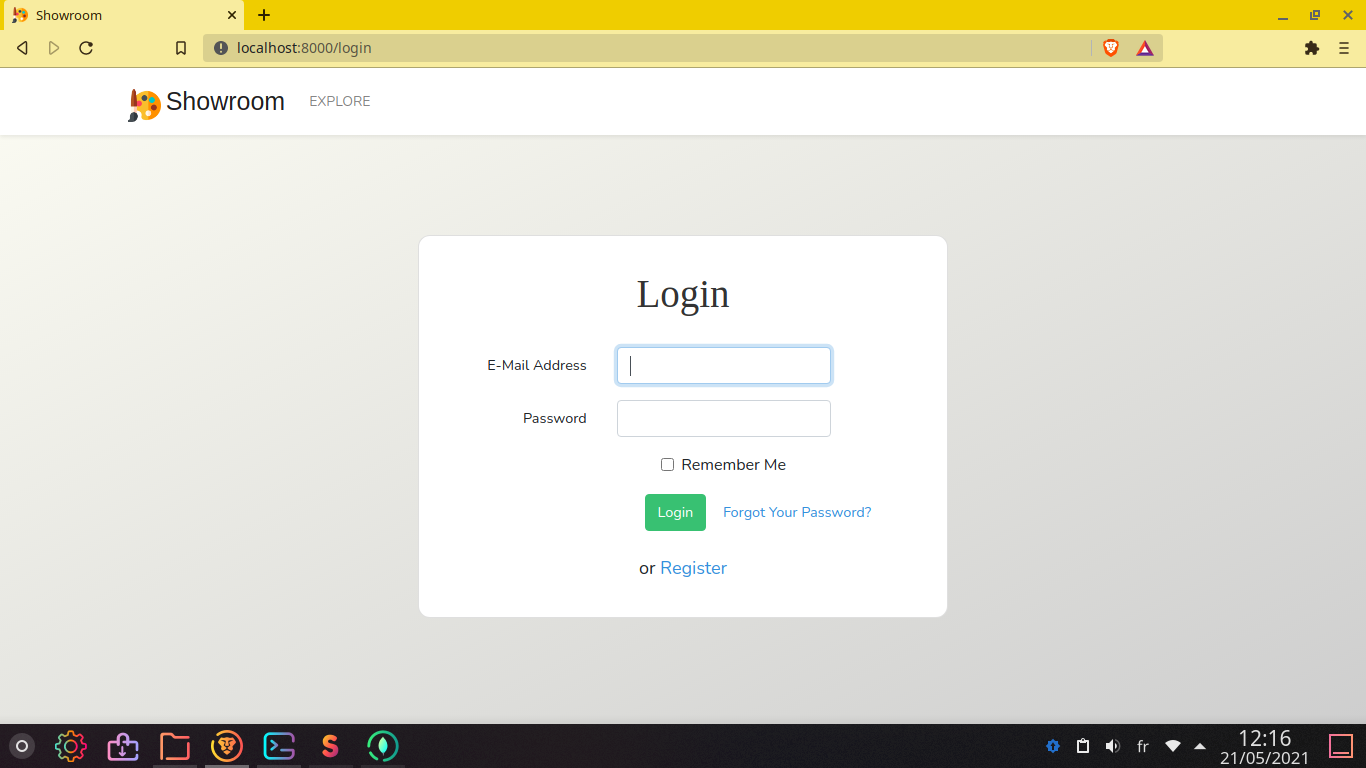 Showroom
localhost:8000/login
Showroom EXPLORE
Login
E-Mail Address
Password
Remember Me
Login Forgot Your Password?
or Register
fr
12:16
21/05/2021